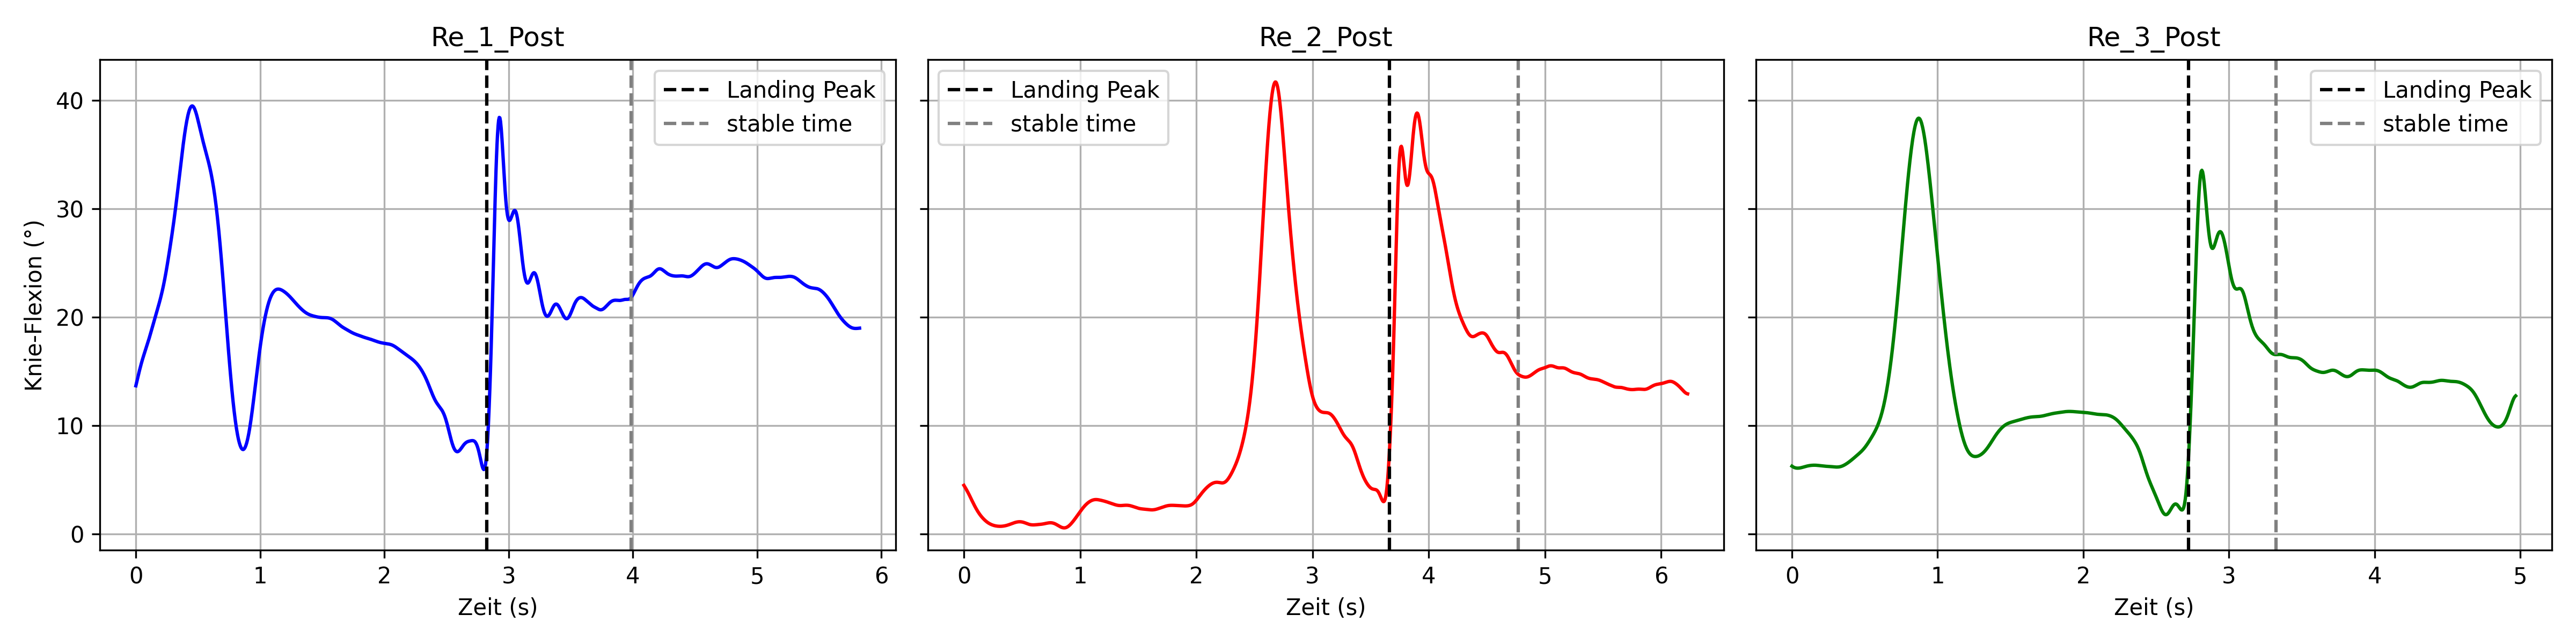 Re_1_Post
Re_2_Post
Re_3_Post
Knie-Flexion (°)
40
30
20
10
0
Landing Peak
stable time
Landing Peak
stable time
Landing Peak
stable time
0 1 2 3 4 5 6
0 1 2 3 4 5 6
0 1 2 3 4 5
Zeit (s)
Zeit (s)
Zeit (s)